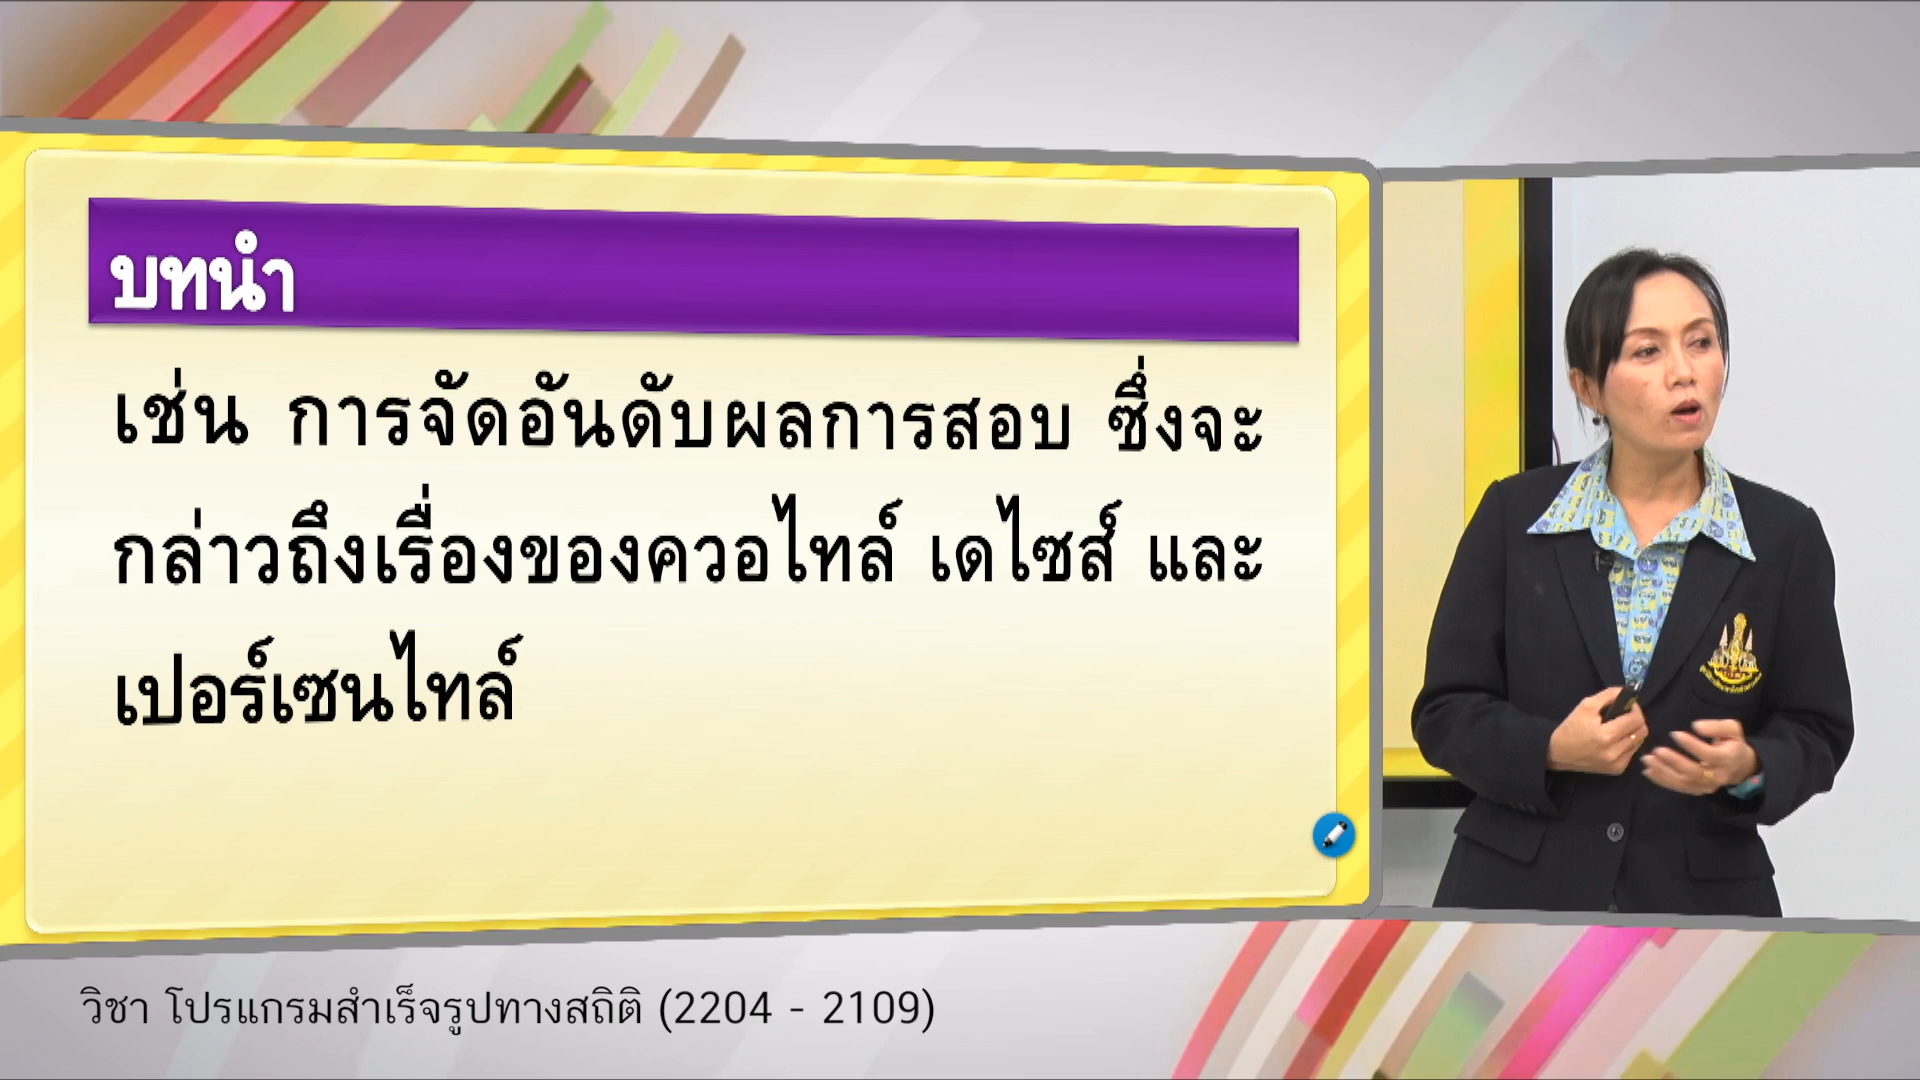 บทนำ
เช่น การจัดอันดับผลการสอบ ซึ่งจะ
กล่าวถึงเรื่องของควอไทล์ เดไซส์ และ
เปอร์เซนไทล์
วิชา โปรแกรมสำเร็จรูปทางสถิติ (2204 - 2109)